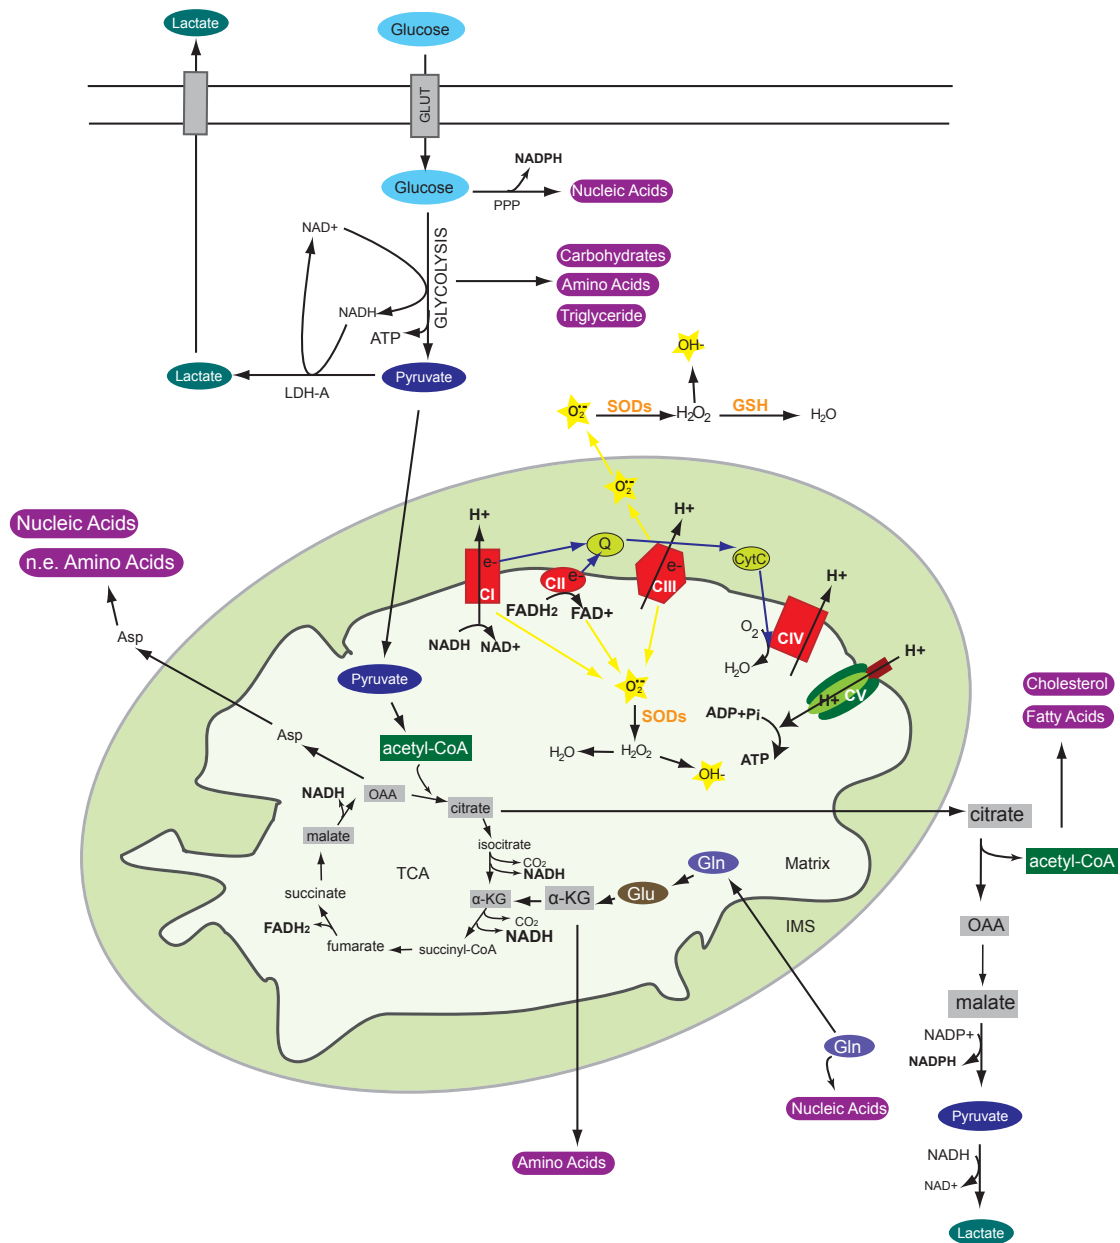 Lactate
Glucose
GLUT
Glucose
NADPH
PPP
Nucleic Acids
NAD+
GLYCOLYSIS
Carbohydrates
Amino Acids
Triglyceride
NADH
ATP
Lactate
LDH-A
Pyruvate
OH-
O2•-
SODs
H2O2
GSH
H2O
O2•-
Nucleic Acids
n.e. Amino Acids
Asp
H+
e-
CI
Q
CII
e-
H+
e-
CIII
CytC
H+
FADH2
FAD+
NADH
NAD+
O2
CIV
H2O
H+
H+
CV
Pyruvate
O2•-
SODs
ADP+Pi
ATP
Cholesterol
Fatty Acids
Asp
acetyl-CoA
H2O
H2O2
OH-
NADH
OAA
citrate
citrate
malate
isocitrate
CO2
NADH
TCA
Gln
Matrix
acetyl-CoA
succinate
α-KG
α-KG
Glu
FADH2
fumarate
succinyl-CoA
CO2
NADH
IMS
OAA
malate
Gln
NADP+
NADPH
Nucleic Acids
Pyruvate
Amino Acids
NADH
NAD+
Lactate